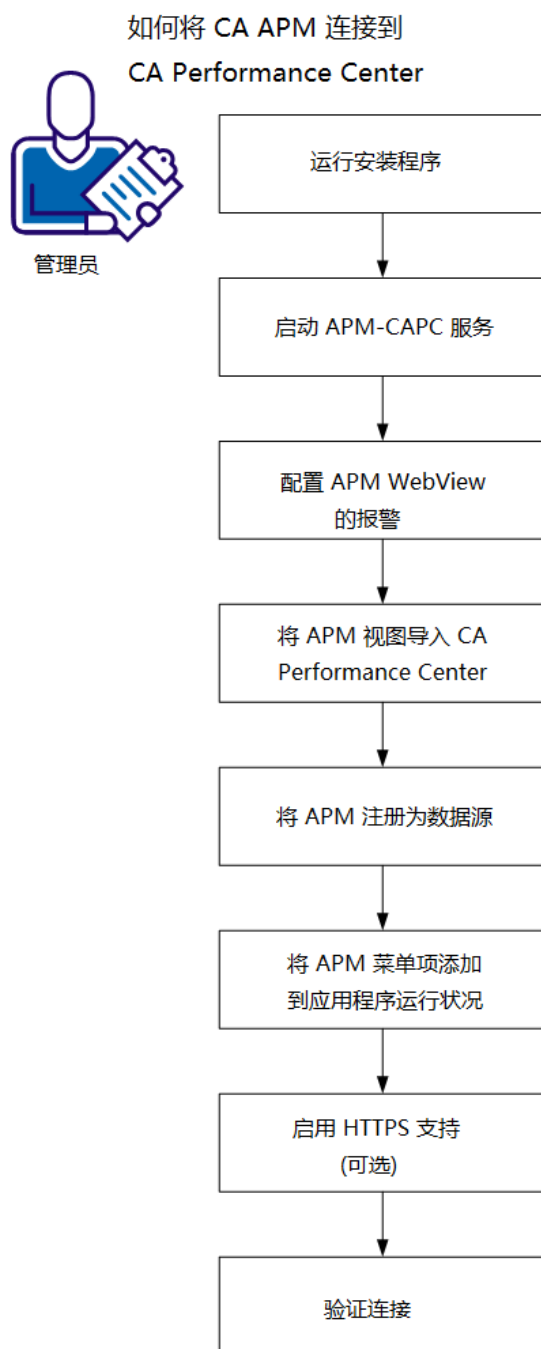 如何将 CA APM 连接到
CA Performance Center
管理员
运行安装程序
启动 APM-CAPC 服务
配置 APM WebView
的报警
将 APM 视图导入 CA
Performance Center
将 APM 注册为数据源
将 APM 菜单项添加
到应用程序运行状况
启用 HTTPS 支持
(可选)
验证连接